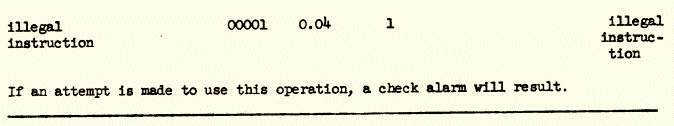 illegal 00001 0.04 1 illegal
instruction instruc-
tion
If an attempt is made to use this operation, a check alarm will result.